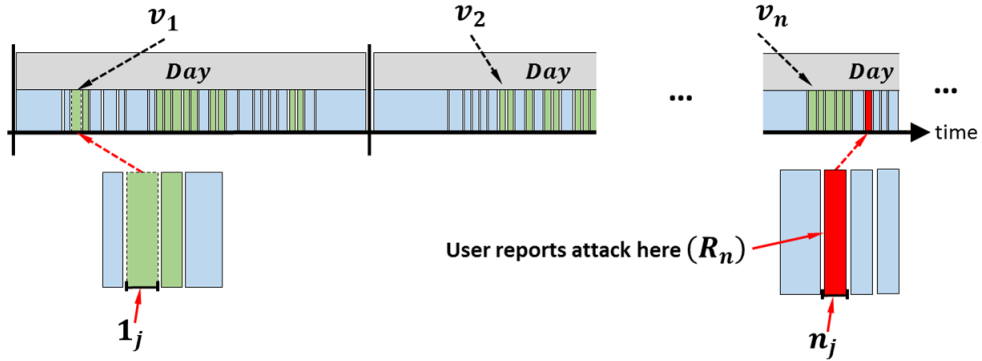 v₁
v₂
vₙ
Day
Day
Day
...
...
time
User reports attack here (Rₙ)
1ⱼ
nⱼ